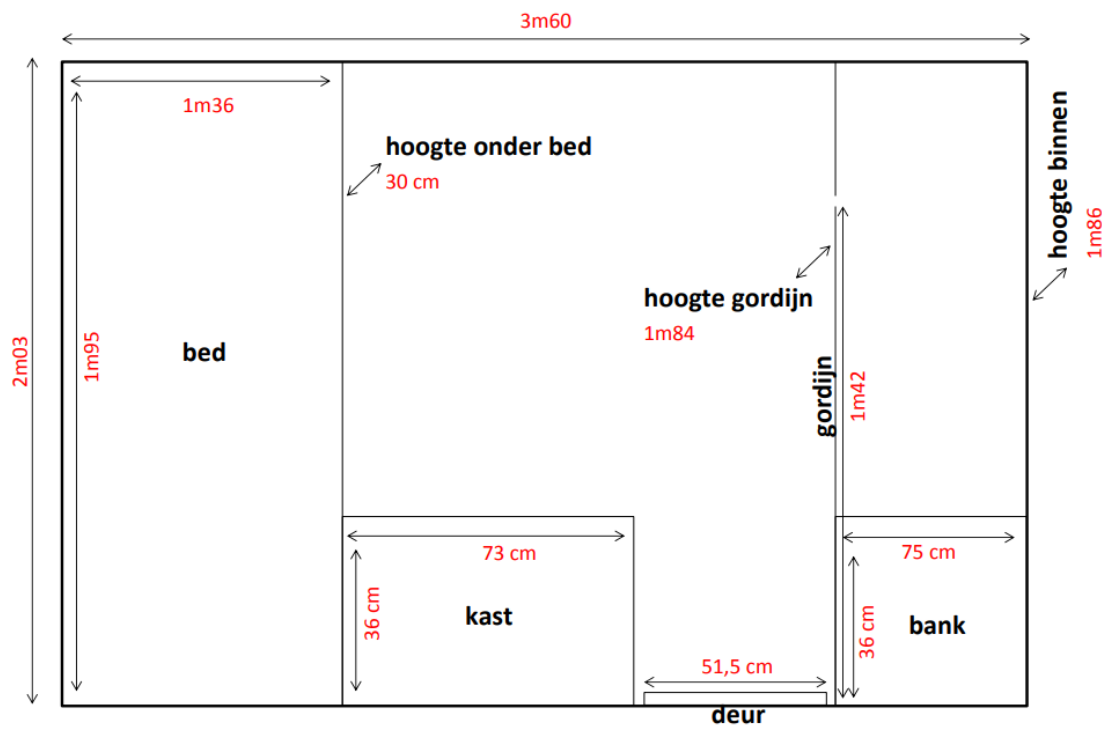 3m60
1m36
hoogte onder bed
30 cm
hoogte binnen
1m86
hoogte gordijn
1m84
2m03
1m95
bed
gordijn
1m42
73 cm
75 cm
36 cm
kast
36 cm
bank
51,5 cm
deur